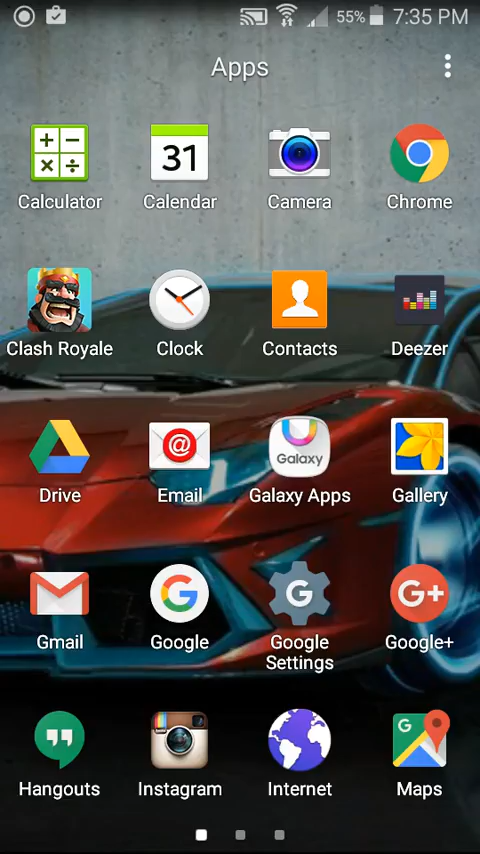 55% 7:35 PM
Apps
31
Calculator Calendar Camera Chrome
Clash Royale Clock Contacts Deezer
Galaxy
Drive Email Galaxy Apps Gallery
G G G+
Gmail Google Google Settings Google+
G
Hangouts Instagram Internet Maps